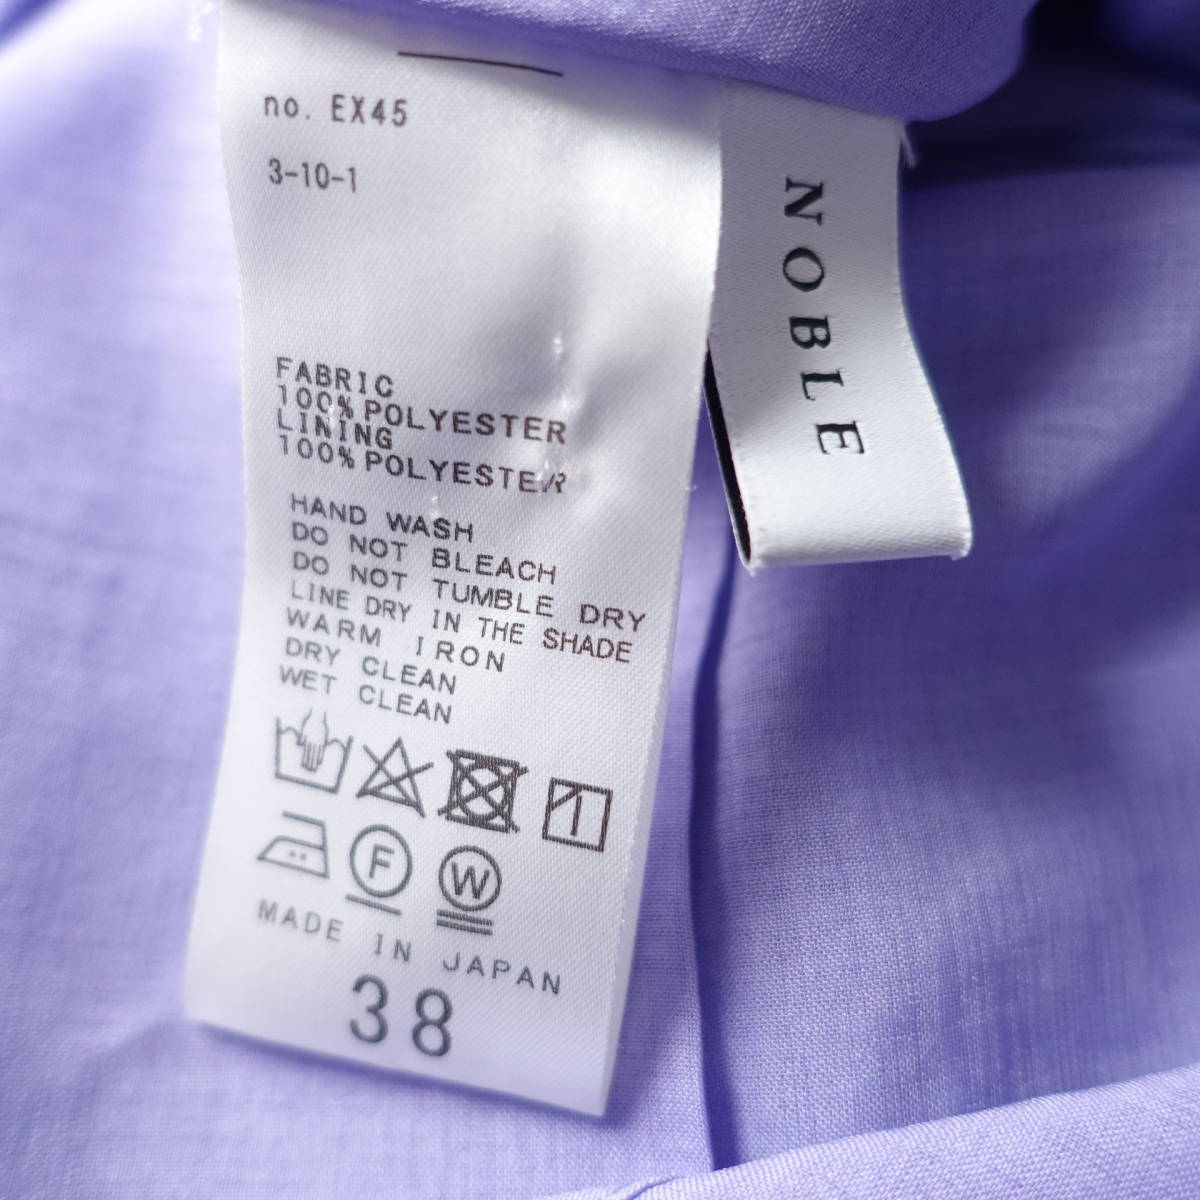 no. EX45
3-10-1
FABRIC
100% POLYESTER
LINING
100% POLYESTER
HAND WASH
DO NOT BLEACH
DO NOT TUMBLE DRY
LINE DRY IN THE SHADE
WARM IRON
DRY CLEAN
WET CLEAN
F
W
MADE IN JAPAN
38
NOBLE